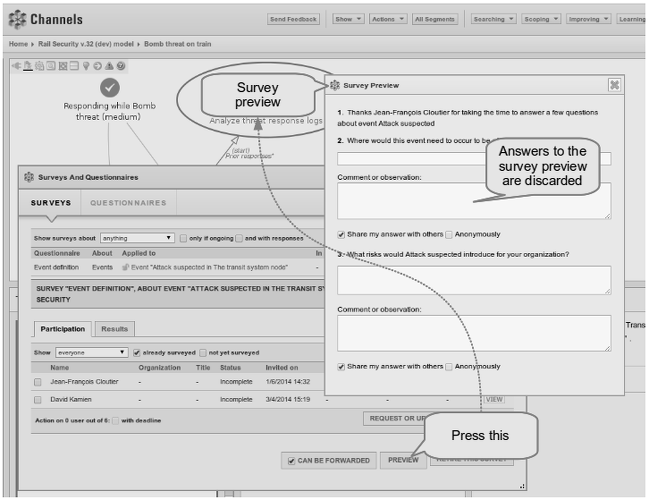 Channels
Send Feedback
Show
Actions
All Segments
Searching
Scoping
Improving
Learning
Home
Rail Security v.32 (dev) model
Bomb threat on train
Responding while Bomb
threat (medium)
Survey
preview
Analyze threat response logs
(start)
Prior responses"
Survey Preview
1. Thanks Jean-François Cloutier for taking the time to answer a few questions
about event Attack suspected
2. Where would this event need to occur to be
Answers to the
survey preview
are discarded
Comment or observation:
Share my answer with others
Anonymously
3. What risks would Attack suspected introduce for your organization?
Comment or observation:
Share my answer with others
Anonymously
Surveys And Questionnaires
SURVEYS
QUESTIONNAIRES
Show surveys about
anything
only if ongoing
and with responses
Questionnaire About Applied to In
Event definition Events Event "Attack suspected in The transit system node" -
SURVEY "EVENT DEFINITION", ABOUT EVENT "ATTACK SUSPECTED IN THE TRANSIT S
SECURITY
Participation
Results
Show
everyone
already surveyed
not yet surveyed
Name Organization Title Status Invited on
Jean-François Cloutier - - Incomplete 1/6/2014 14:32
David Kamien - - Incomplete 3/4/2014 15:19
VIEW
Action on 0 user out of 6:
with deadline
REQUEST OR U
Press this
CAN BE FORWARDED
PREVIEW
Trans